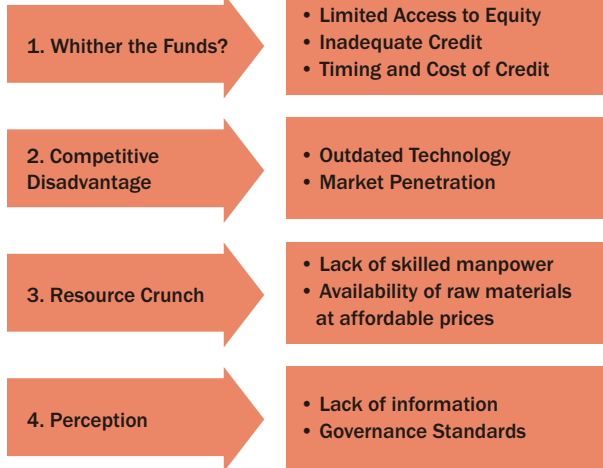 1. Whither the Funds?
• Limited Access to Equity
• Inadequate Credit
• Timing and Cost of Credit
2. Competitive
Disadvantage
• Outdated Technology
• Market Penetration
3. Resource Crunch
• Lack of skilled manpower
• Availability of raw materials
at affordable prices
4. Perception
• Lack of information
• Governance Standards